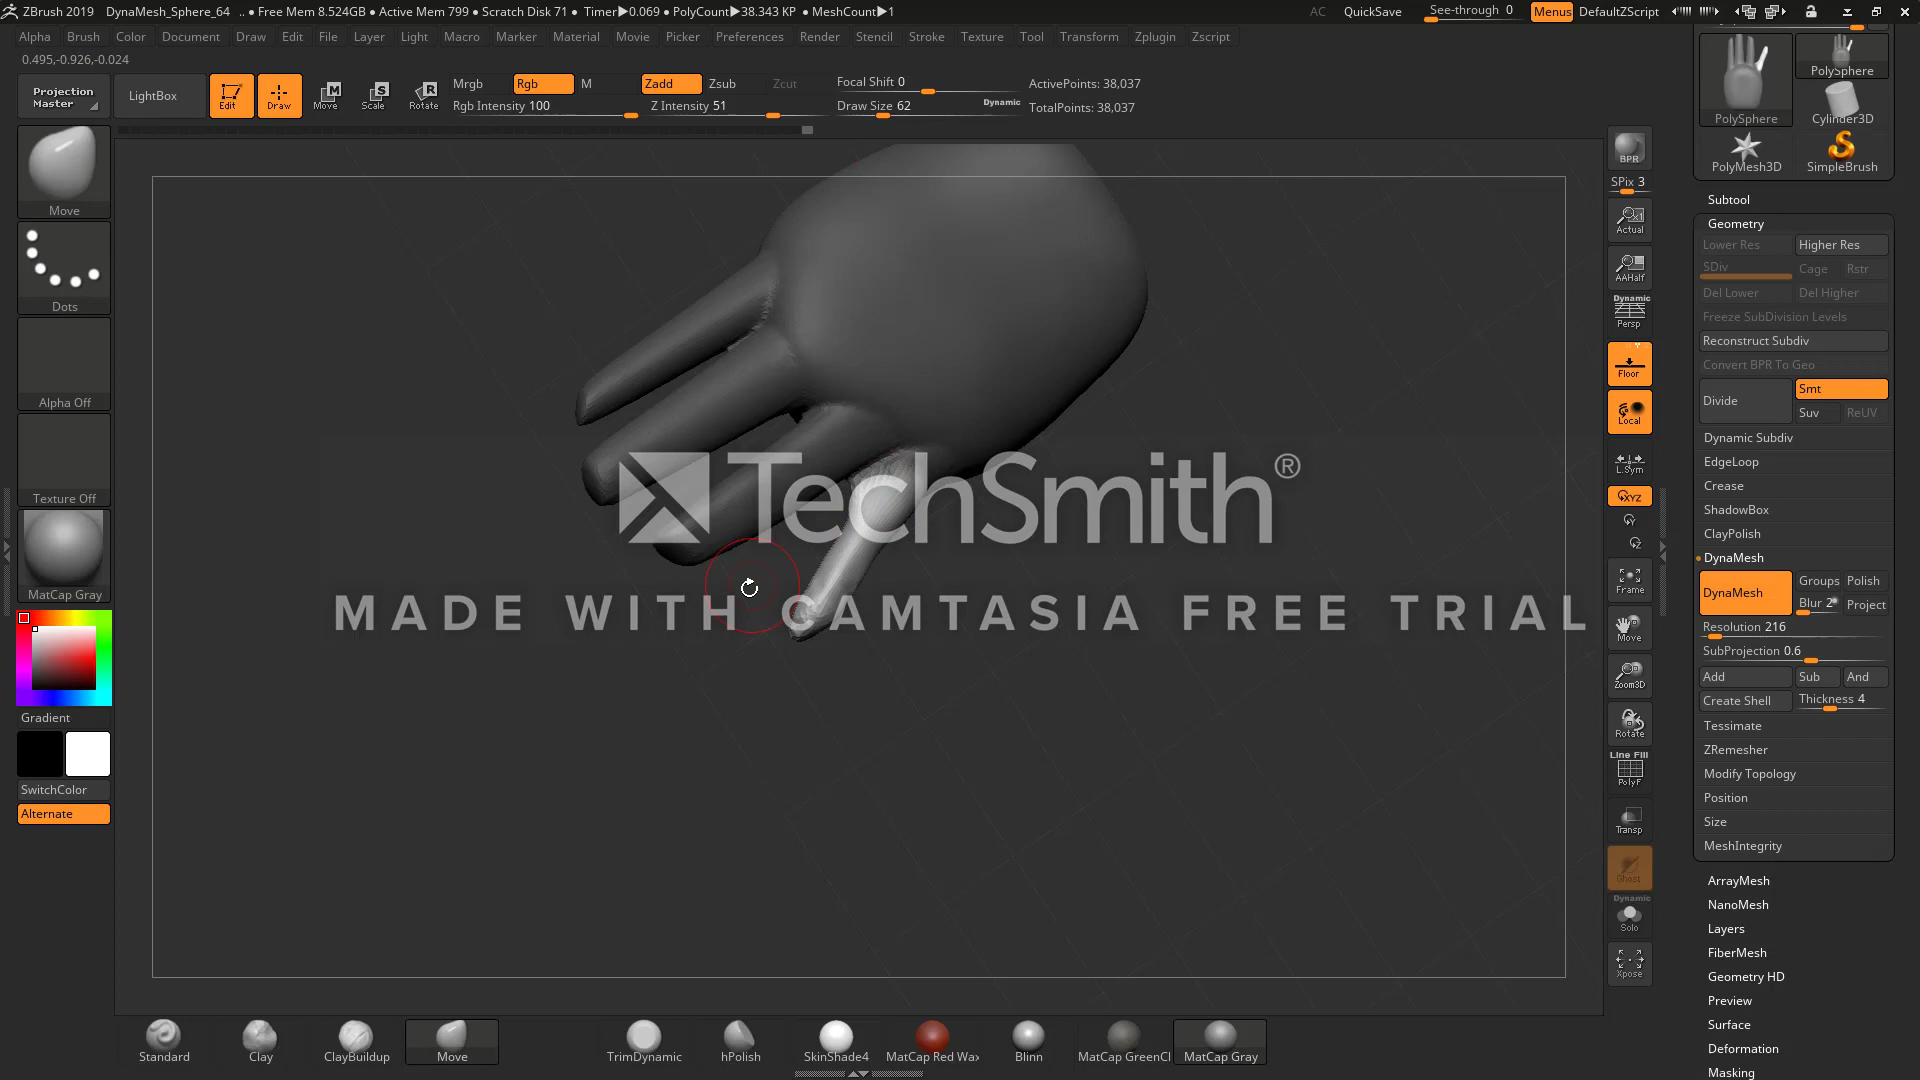 ZBrush 2019 DynaMesh_Sphere_64 .. ● Free Mem 8.524GB ● Active Mem 799 ● Scratch Disk 71 ● Timer▶0.069 ● PolyCount▶38.343 KP ● MeshCount▶1 AC QuickSave See-through 0 Menus DefaultZScript
Alpha Brush Color Document Draw Edit File Layer Light Macro Marker Material Movie Picker Preferences Render Stencil Stroke Texture Tool Transform Zplugin Zscript
0.495,-0.926,-0.024
Projection Master
LightBox
Edit Draw Move Scale Rotate
Mrgb Rgb M Zadd Zsub Zcut Focal Shift 0 ActivePoints: 38,037
Rgb Intensity 100 Z Intensity 51 Draw Size 62 Dynamic TotalPoints: 38,037
Move
Dots
Alpha Off
Texture Off
MatCap Gray
Gradient
SwitchColor
Alternate
TechSmith®
MADE WITH CAMTASIA FREE TRIAL
BPR
SPix 3
Actual
AAHalf
Dynamic
Persp
Floor
Local
L.Sym
XYZ
Y
Z
Frame
Move
Zoom3D
Rotate
Line Fill
PolyF
Transp
Ghost
Dynamic
Solo
Xpose
PolySphere PolySphere
Cylinder3D
PolyMesh3D SimpleBrush
Subtool
Geometry
Lower Res Higher Res
SDiv Cage Rstr
Del Lower Del Higher
Freeze SubDivision Levels
Reconstruct Subdiv
Convert BPR To Geo
Divide Smt
Suv ReUV
Dynamic Subdiv
EdgeLoop
Crease
ShadowBox
ClayPolish
DynaMesh
DynaMesh Groups Polish
Blur 2 Project
Resolution 216
SubProjection 0.6
Add Sub And
Create Shell Thickness 4
Tessimate
ZRemesher
Modify Topology
Position
Size
MeshIntegrity
ArrayMesh
NanoMesh
Layers
FiberMesh
Geometry HD
Preview
Surface
Deformation
Masking
Standard Clay ClayBuildup Move TrimDynamic hPolish SkinShade4 MatCap Red Wax Blinn MatCap GreenCl MatCap Gray